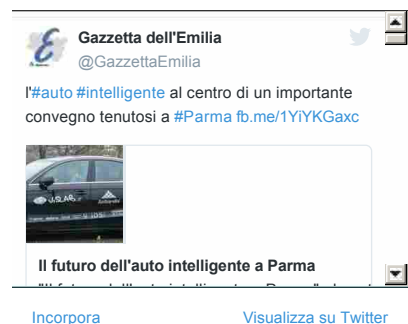 Gazzetta dell'Emilia
@GazzettaEmilia
l'#auto #intelligente al centro di un importante
convegno tenutosi a #Parma fb.me/1YiYKGaxc
Il futuro dell'auto intelligente a Parma
Incorpora
Visualizza su Twitter